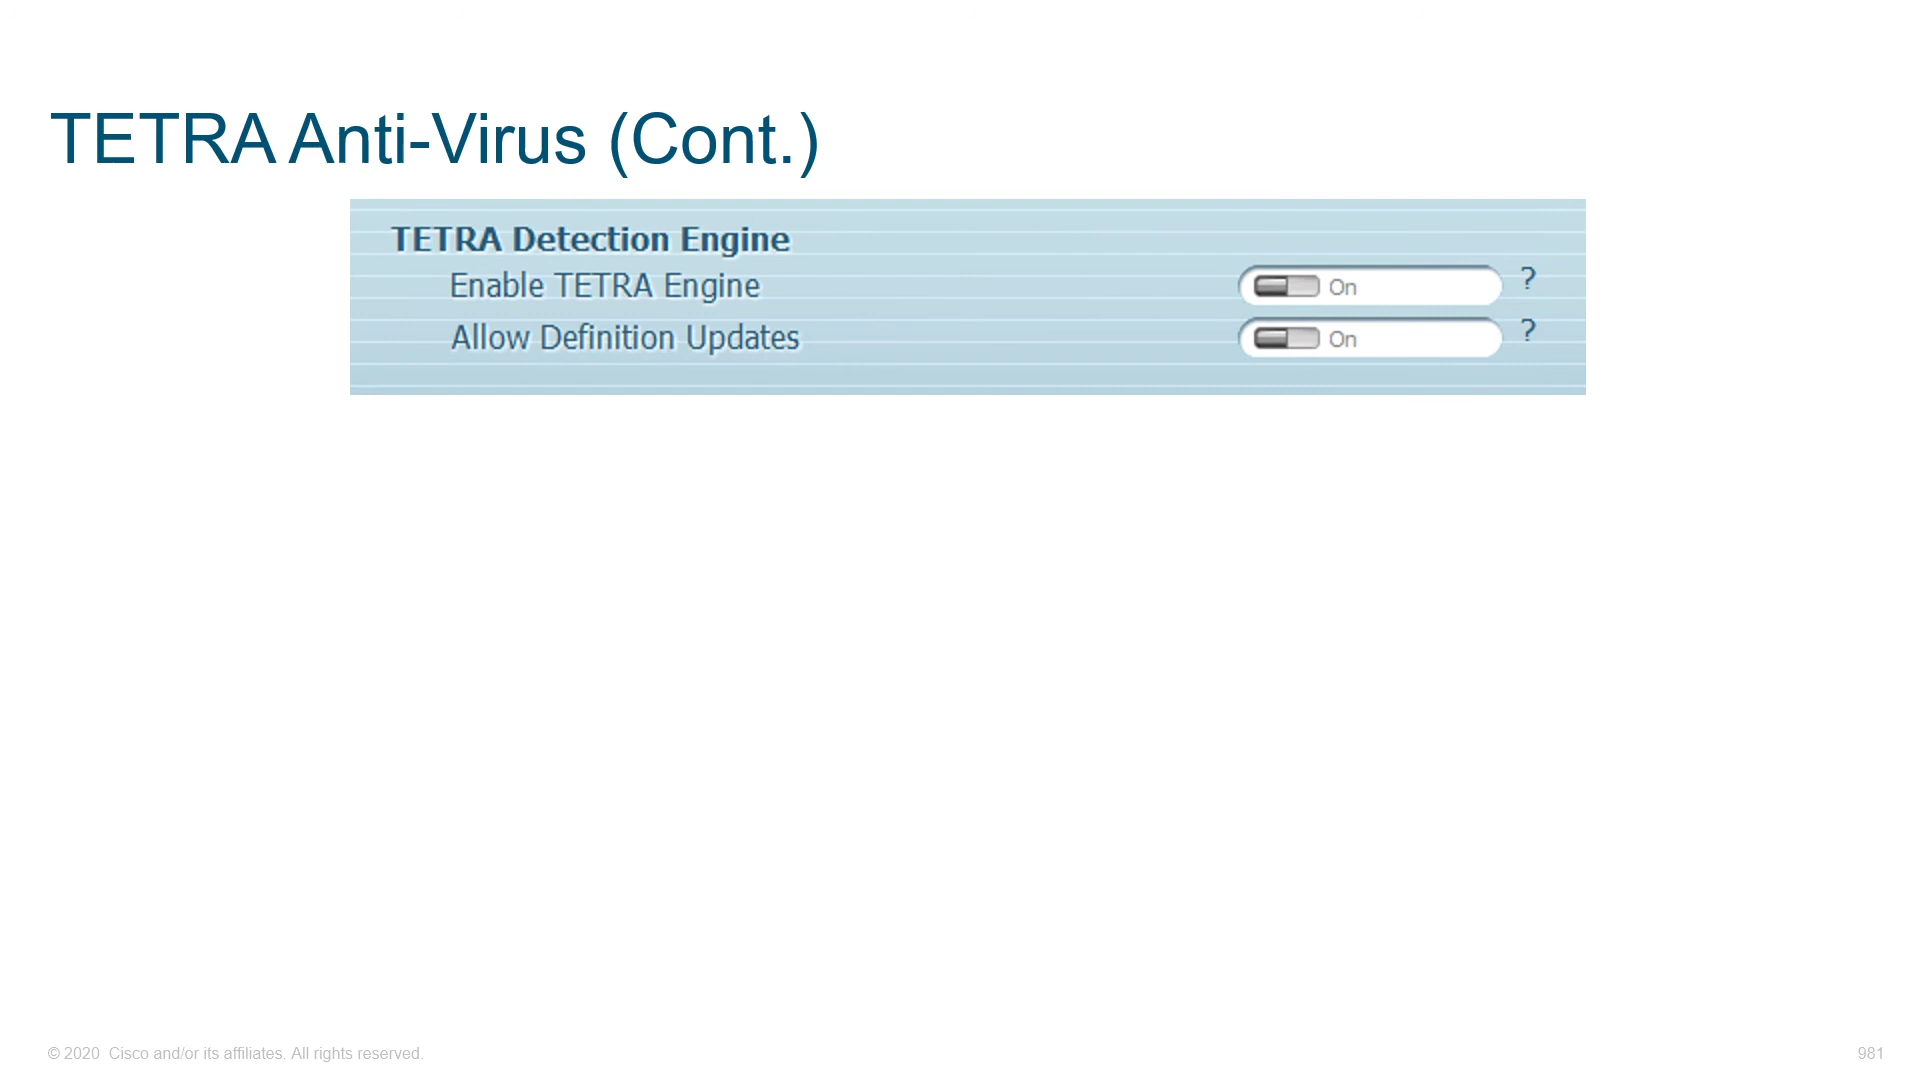 TETRA Anti-Virus (Cont.)
TETRA Detection Engine
Enable TETRA Engine On ?
Allow Definition Updates On ?
© 2020 Cisco and/or its affiliates. All rights reserved. 981